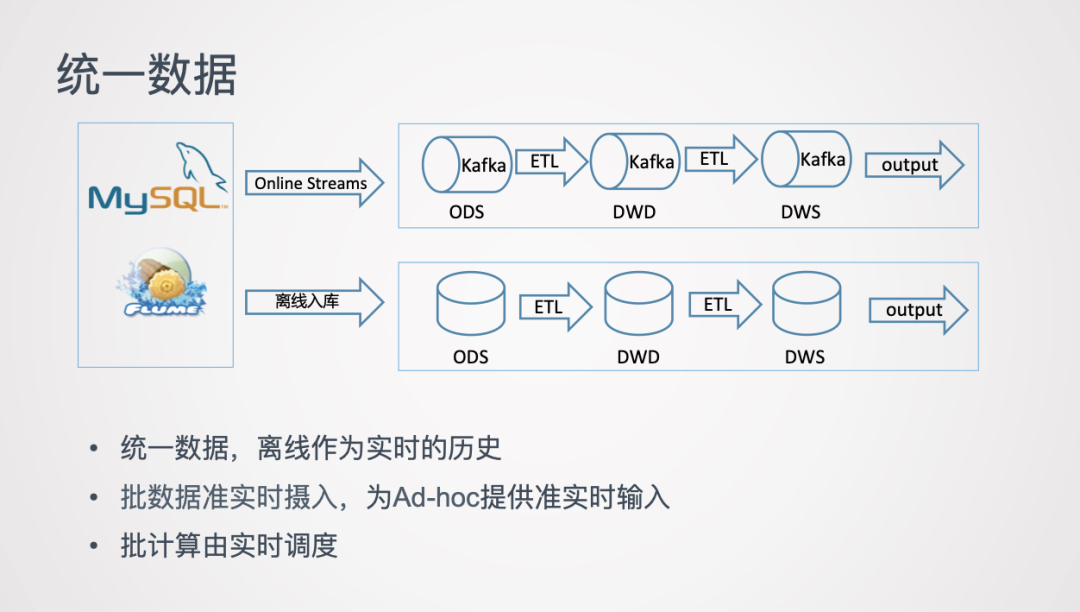 统一数据
MySQL™
FLUME
Online Streams
Kafka
ETL
Kafka
ETL
Kafka
output
ODS
DWD
DWS
离线入库
ETL
ETL
output
ODS
DWD
DWS
• 统一数据，离线作为实时的历史
• 批数据准实时摄入，为Ad-hoc提供准实时输入
• 批计算由实时调度